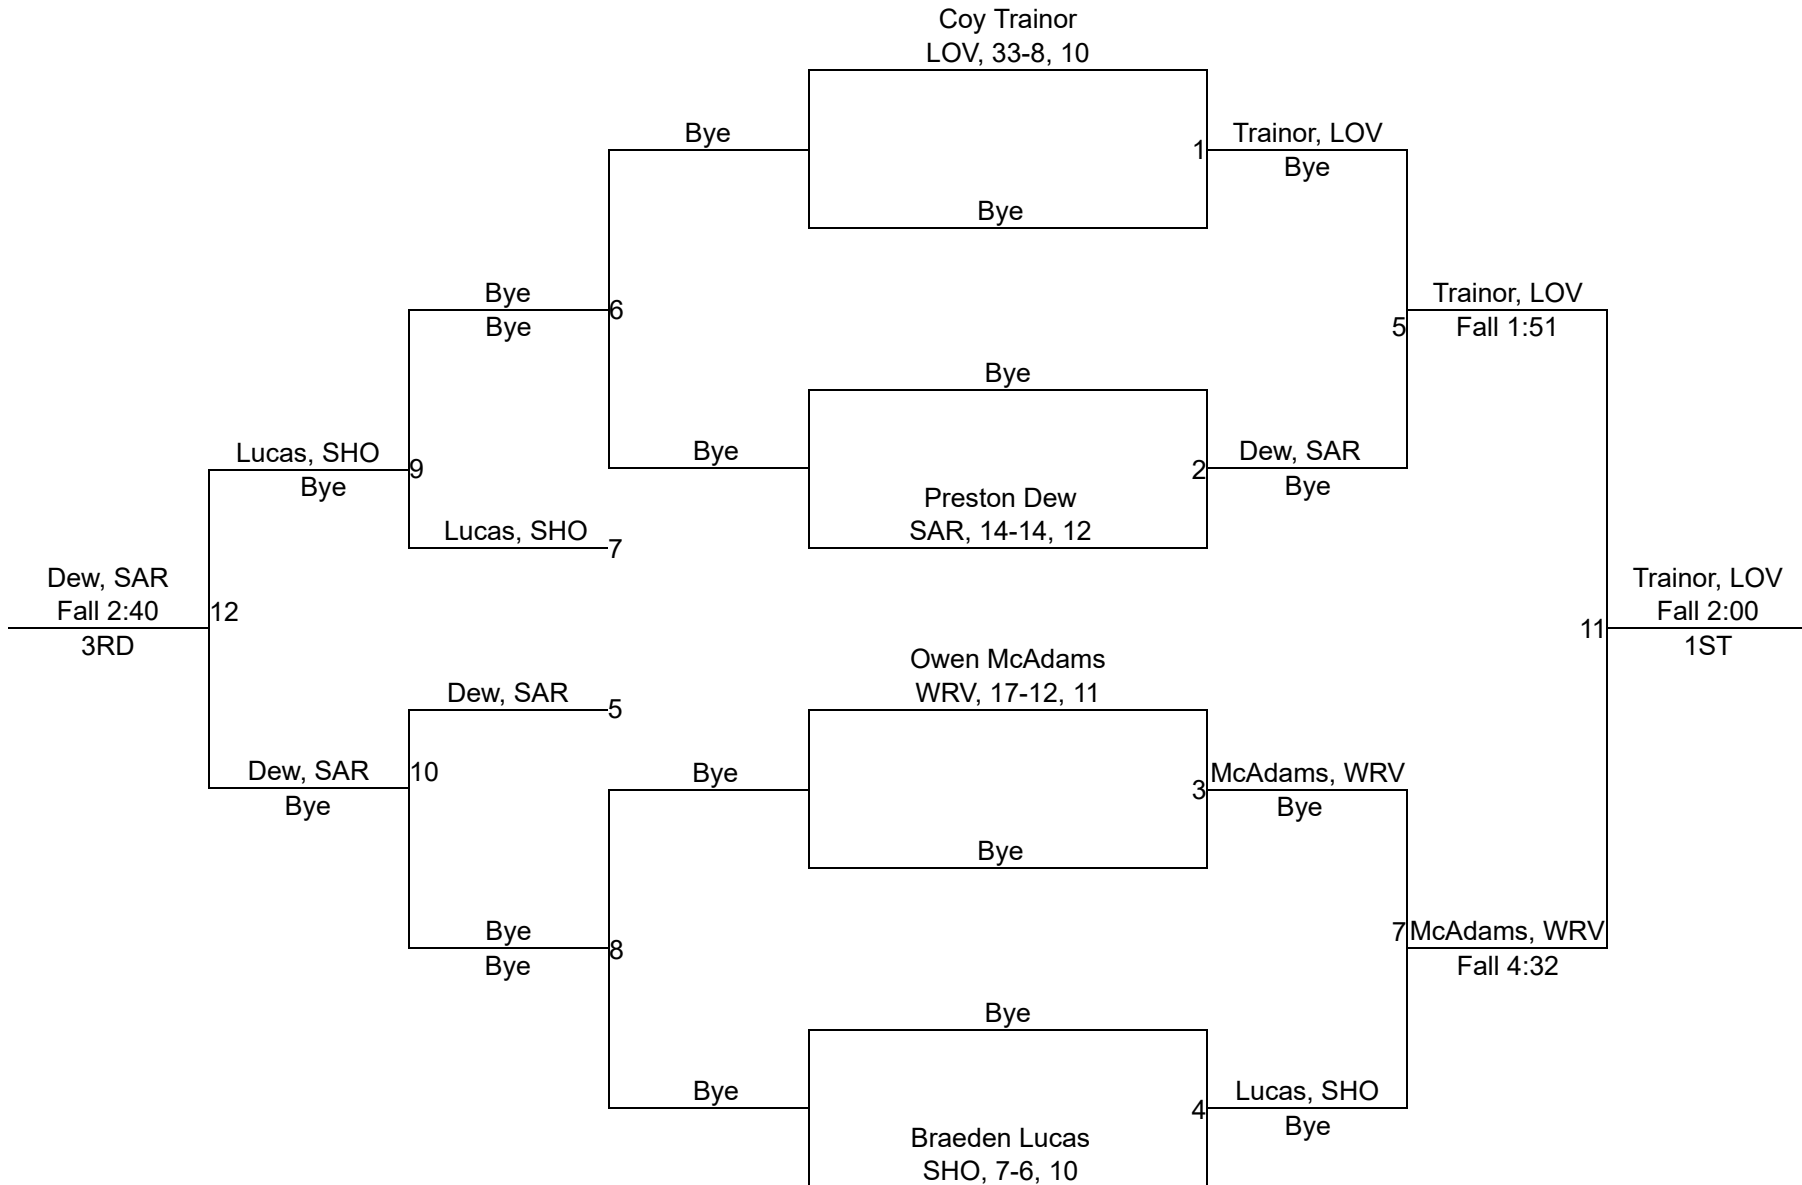 Coy Trainor
LOV, 33-8, 10
Bye
Trainor, LOV
1
Bye
Bye
Bye
Trainor, LOV
6
Bye
5
Fall 1:51
Bye
Lucas, SHO
Bye
Dew, SAR
9
2
Bye
Bye
Preston Dew
Lucas, SHO
SAR, 14-14, 12
7
Dew, SAR
Trainor, LOV
Fall 2:40
12
Fall 2:00
11
3RD
1ST
Owen McAdams
Dew, SAR
WRV, 17-12, 11
5
Dew, SAR
10
Bye
McAdams, WRV
3
Bye
Bye
Bye
Bye
7
McAdams, WRV
8
Bye
Fall 4:32
Bye
Bye
Lucas, SHO
4
Bye
Braeden Lucas
SHO, 7-6, 10